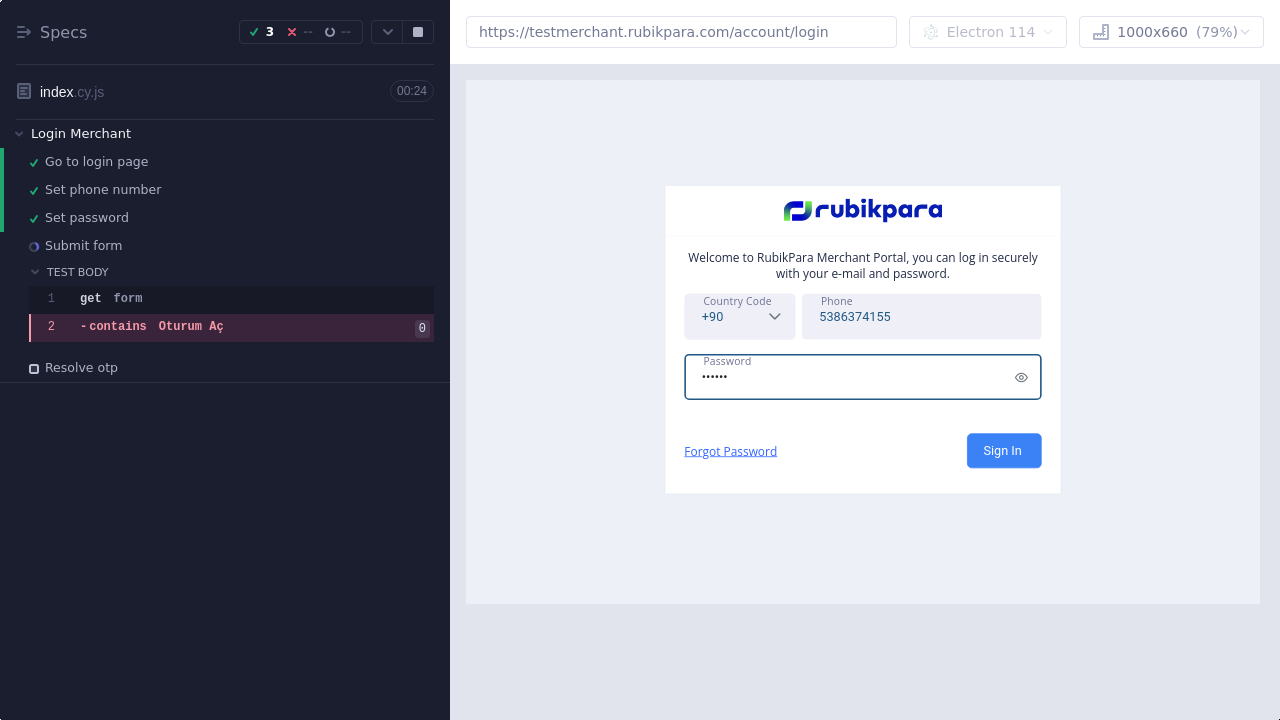 Specs
3
--
--
https://testmerchant.rubikpara.com/account/login
Electron 114
1000x660 (79%)
index.cy.js
00:24
Login Merchant
Go to login page
Set phone number
Set password
Submit form
TEST BODY
1 get form
2 -contains Oturum Aç 0
Resolve otp
rubikpara
Welcome to RubikPara Merchant Portal, you can log in securely
with your e-mail and password.
Country Code
+90
Phone
5386374155
Password
••••••
Forgot Password
Sign In